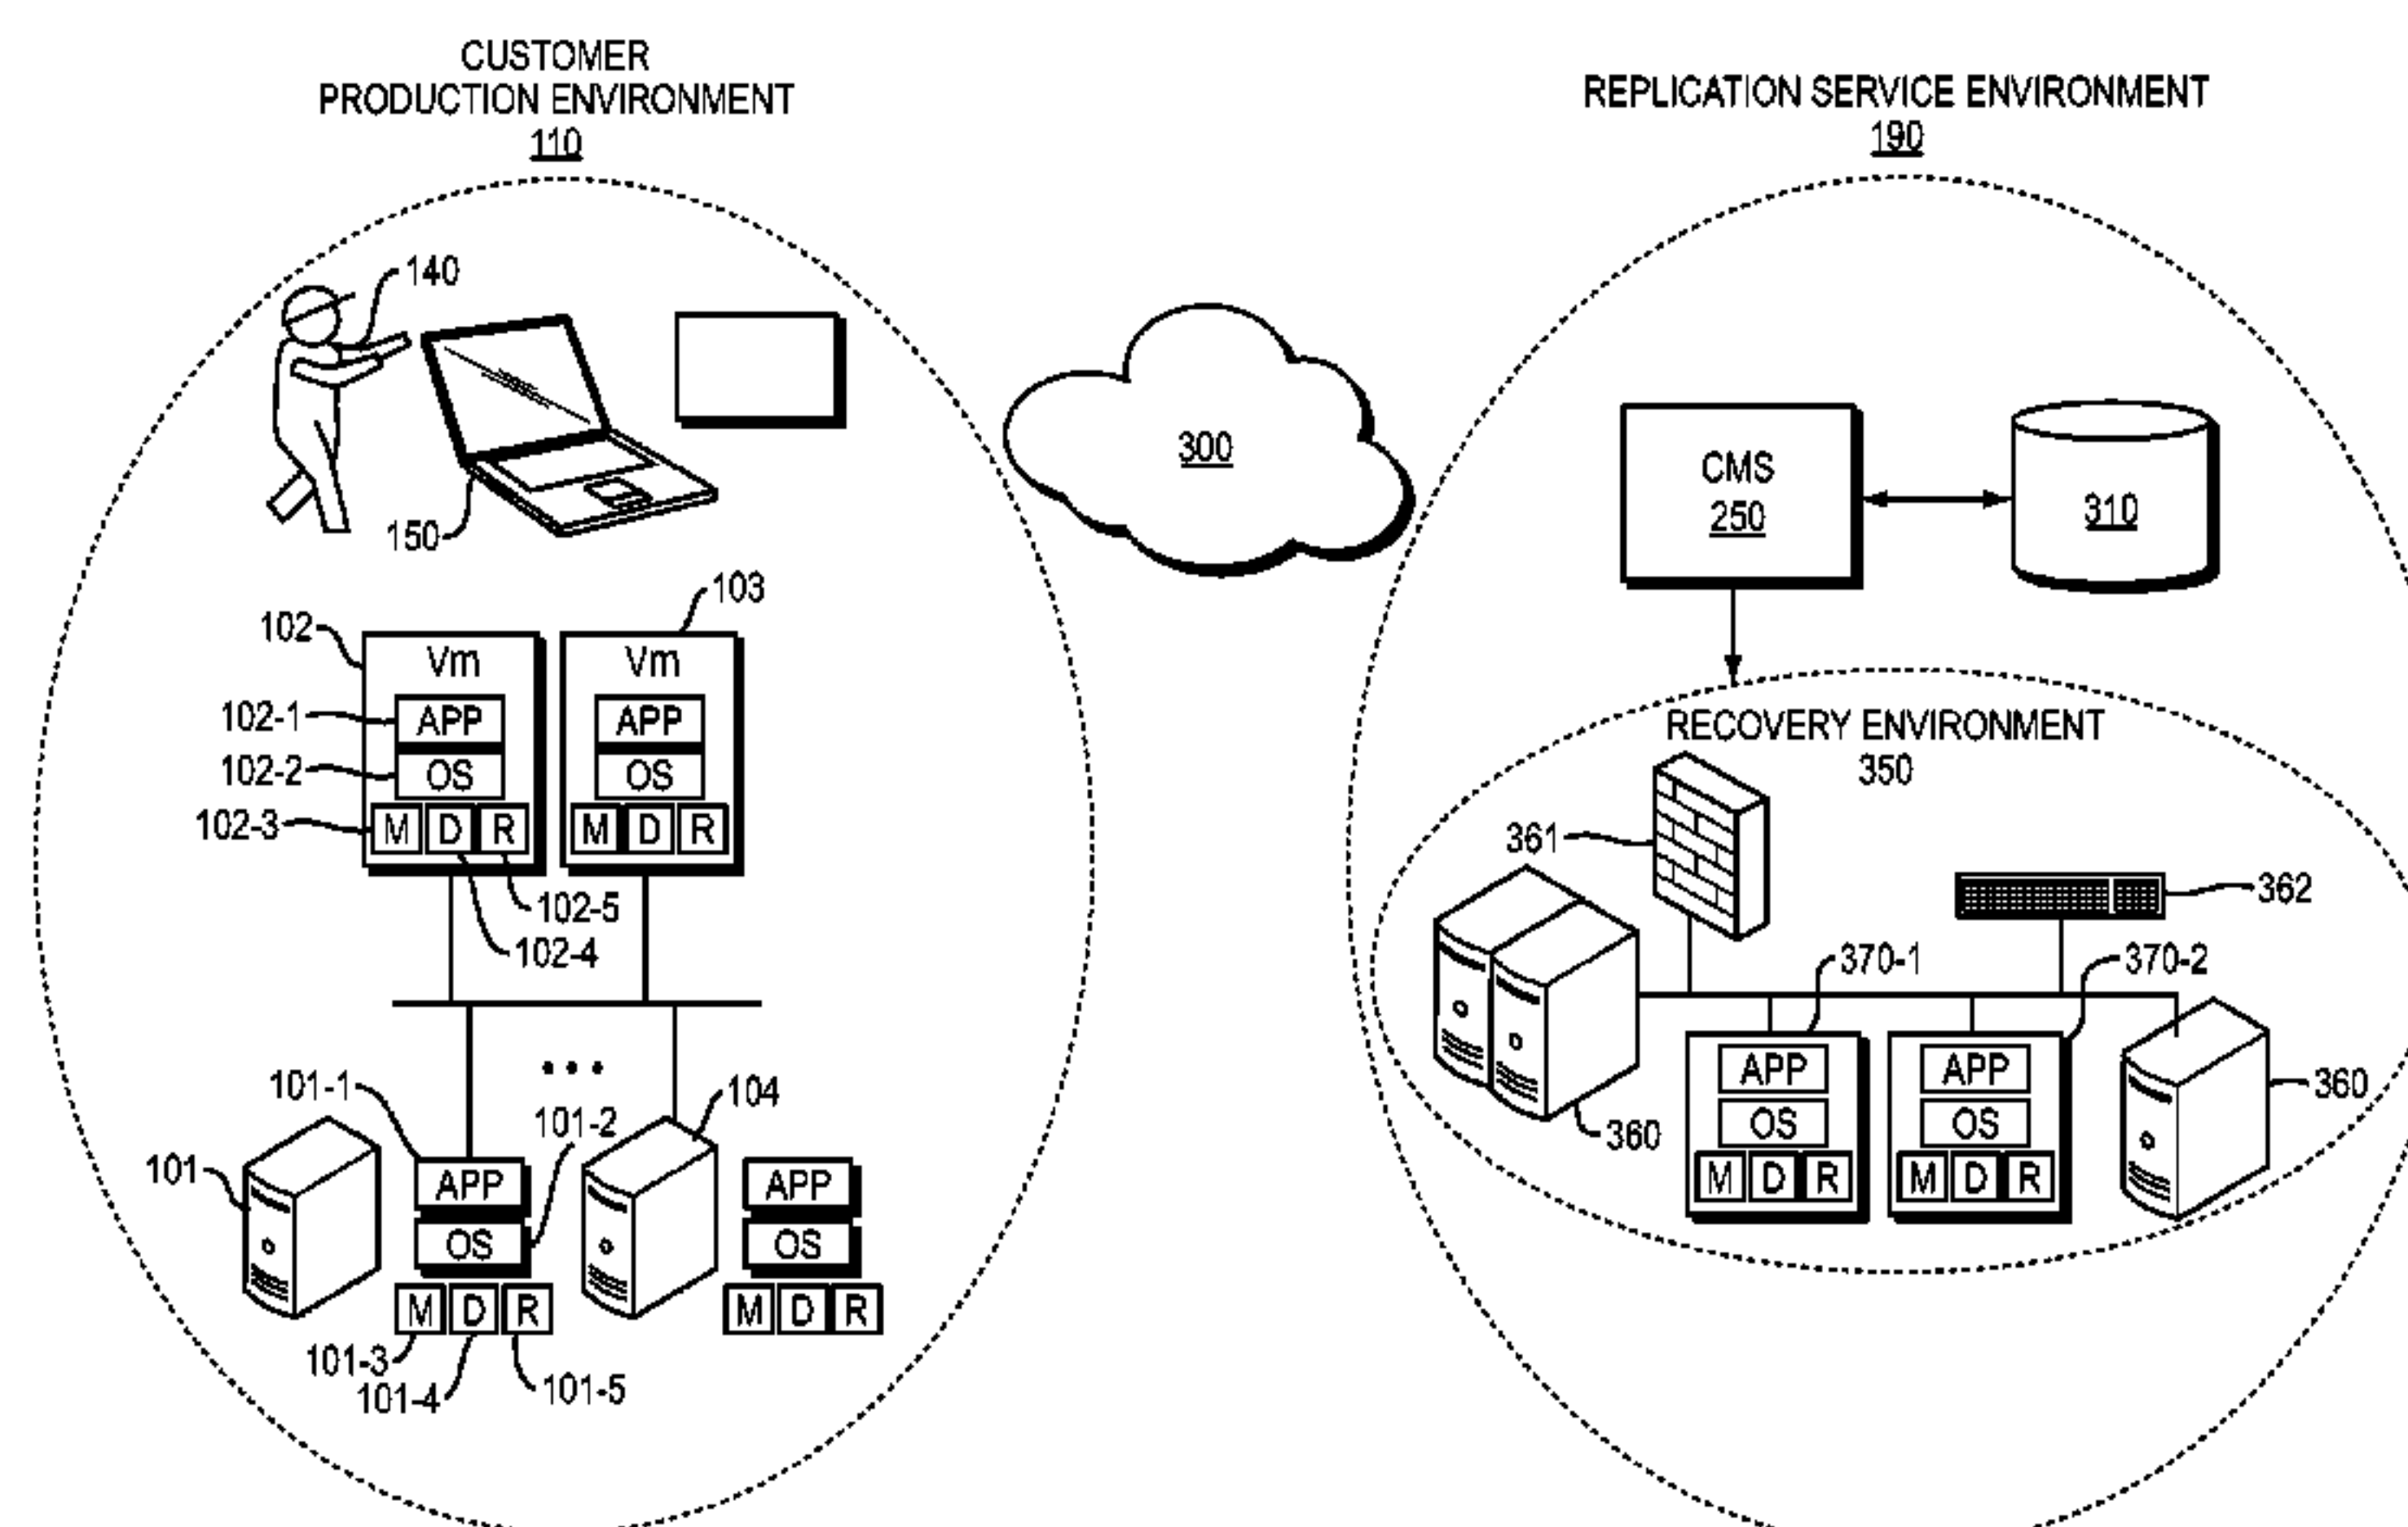 CUSTOMER
PRODUCTION ENVIRONMENT
110
REPLICATION SERVICE ENVIRONMENT
190
140
150
300
CMS
250
310
102
103
Vm
Vm
102-1
APP
APP
102-2
OS
OS
102-3
M D R
M D R
102-5
102-4
RECOVERY ENVIRONMENT
350
361
362
370-1
370-2
360
APP
APP
OS
OS
M D R
M D R
360
101-1
101-2
104
101
APP
APP
OS
OS
M D R
M D R
101-3
101-4
101-5